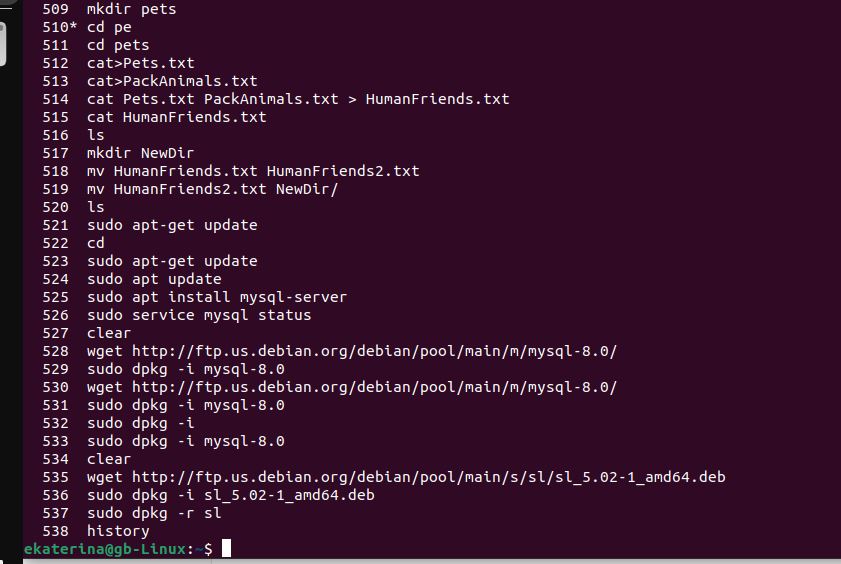 509 mkdir pets
510* cd pe
511 cd pets
512 cat>Pets.txt
513 cat>PackAnimals.txt
514 cat Pets.txt PackAnimals.txt > HumanFriends.txt
515 cat HumanFriends.txt
516 ls
517 mkdir NewDir
518 mv HumanFriends.txt HumanFriends2.txt
519 mv HumanFriends2.txt NewDir/
520 ls
521 sudo apt-get update
522 cd
523 sudo apt-get update
524 sudo apt update
525 sudo apt install mysql-server
526 sudo service mysql status
527 clear
528 wget http://ftp.us.debian.org/debian/pool/main/m/mysql-8.0/
529 sudo dpkg -i mysql-8.0
530 wget http://ftp.us.debian.org/debian/pool/main/m/mysql-8.0/
531 sudo dpkg -i mysql-8.0
532 sudo dpkg -i
533 sudo dpkg -i mysql-8.0
534 clear
535 wget http://ftp.us.debian.org/debian/pool/main/s/sl/sl_5.02-1_amd64.deb
536 sudo dpkg -i sl_5.02-1_amd64.deb
537 sudo dpkg -r sl
538 history
ekaterina@gb-Linux:~$